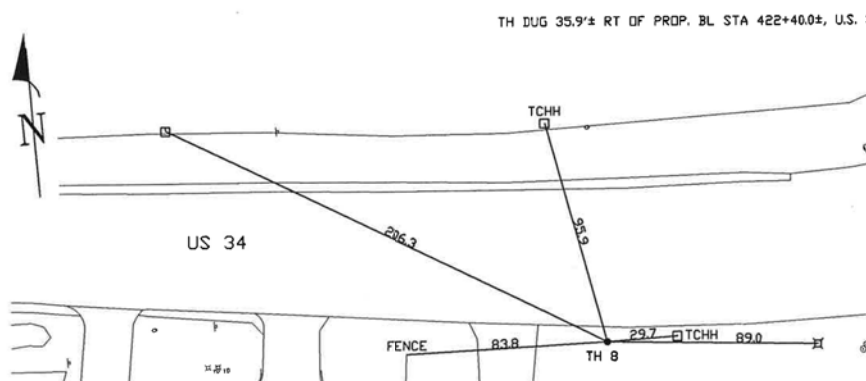 TH DUG 35.9'± RT OF PROP. BL STA 422+40.0±, U.S.
N
TCHH
US 34
206.3
95.9
FENCE
83.8
29.7
TCHH
89.0
TH 8